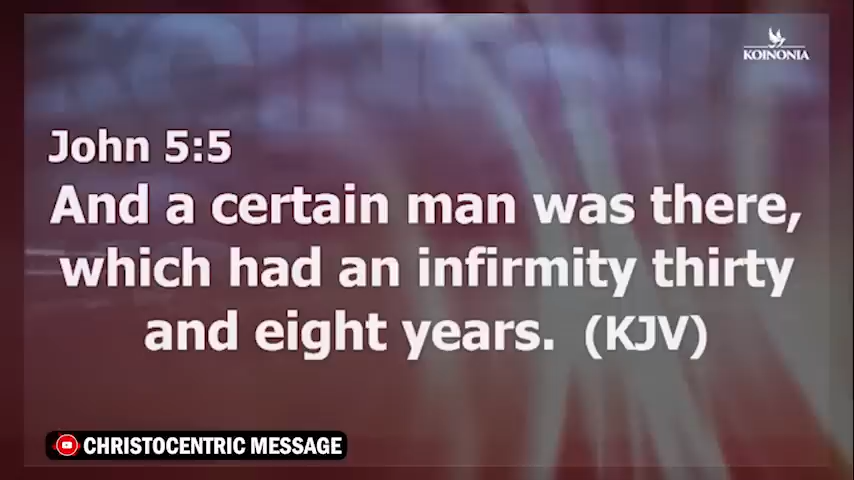 KOINONIA
John 5:5
And a certain man was there,
which had an infirmity thirty
and eight years. (KJV)
CHRISTOCENTRIC MESSAGE